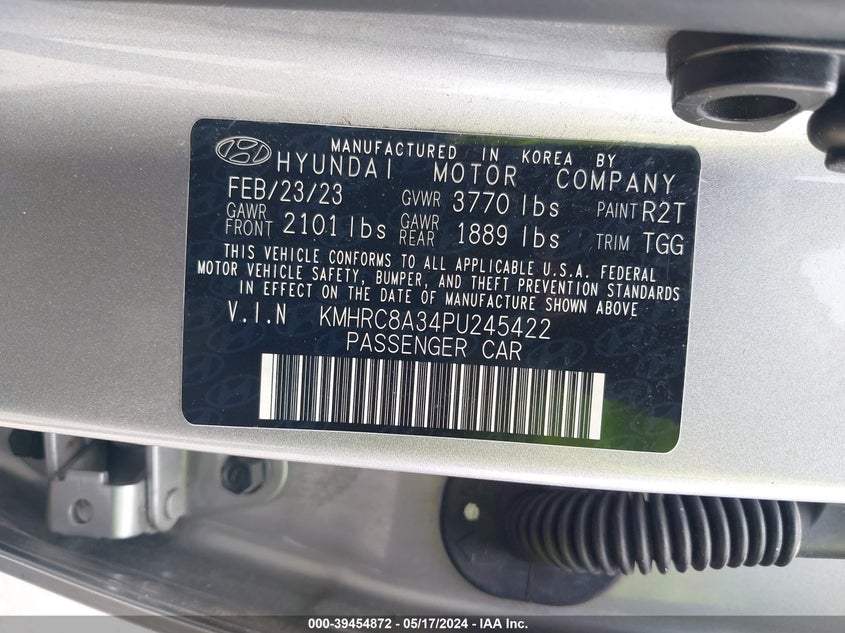 MANUFACTURED IN KOREA BY
HYUNDAI MOTOR COMPANY
FEB/23/23 GVWR 3770 lbs PAINT R2T
GAWR FRONT 2101 lbs GAWR REAR 1889 lbs TRIM TGG
THIS VEHICLE CONFORMS TO ALL APPLICABLE U.S.A. FEDERAL
MOTOR VEHICLE SAFETY, BUMPER, AND THEFT PREVENTION STANDARDS
IN EFFECT ON THE DATE OF MANUFACTURE SHOWN ABOVE
V.I.N KMHRC8A34PU245422
PASSENGER CAR
000-39454872 - 05/17/2024 - IAA Inc.